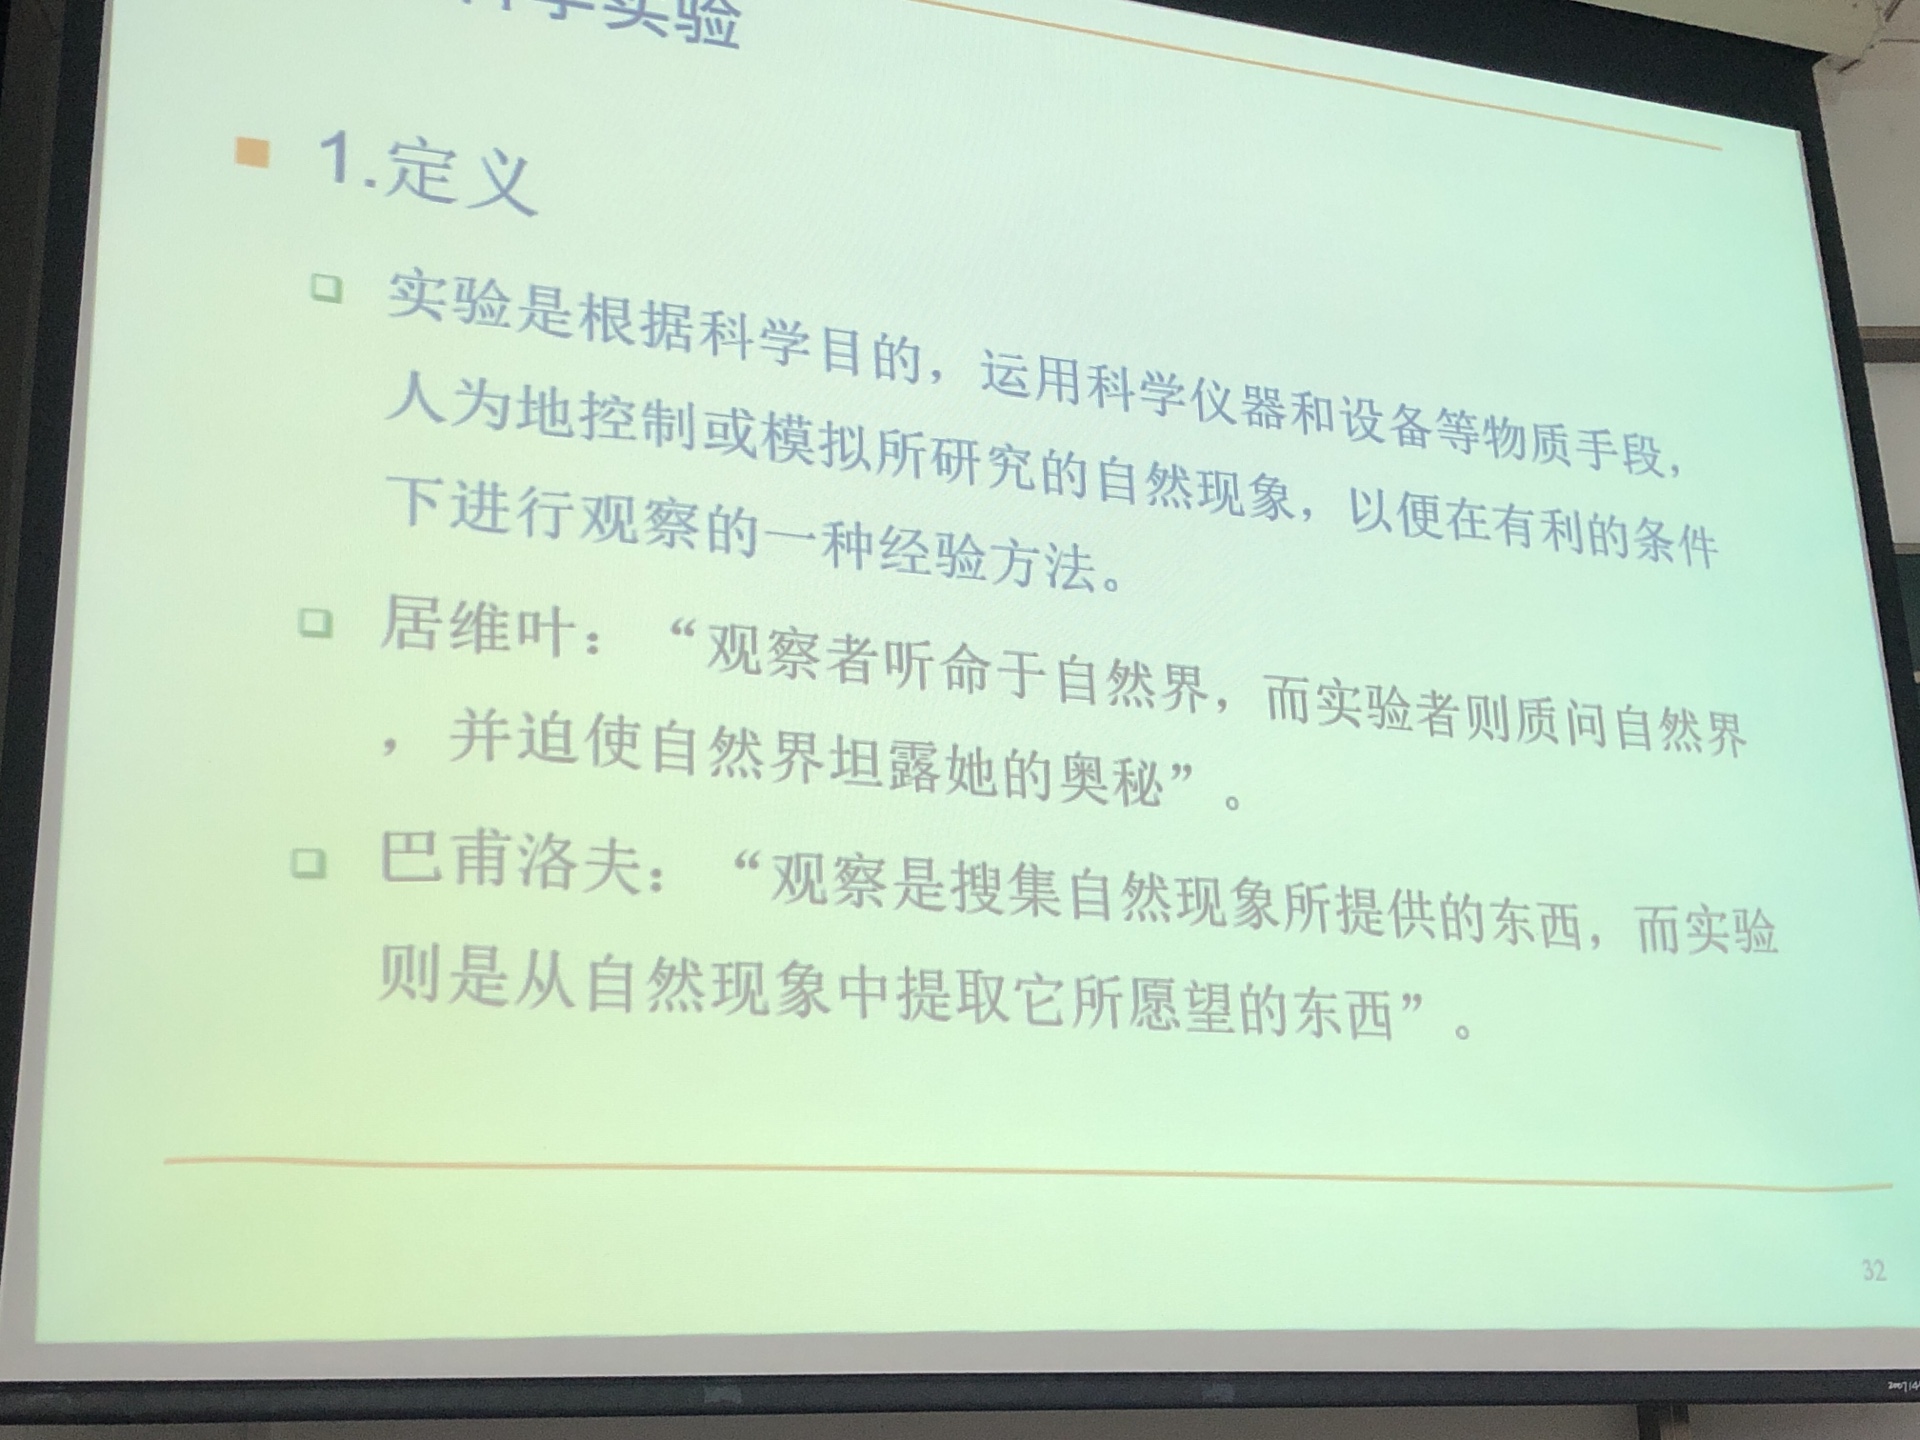 科学实验
1.定义
实验是根据科学目的，运用科学仪器和设备等物质手段，
人为地控制或模拟所研究的自然现象，以便在有利的条件
下进行观察的一种经验方法。
居维叶：“观察者听命于自然界，而实验者则质问自然界
，并迫使自然界坦露她的奥秘”。
巴甫洛夫：“观察是搜集自然现象所提供的东西，而实验
则是从自然现象中提取它所愿望的东西”。
32